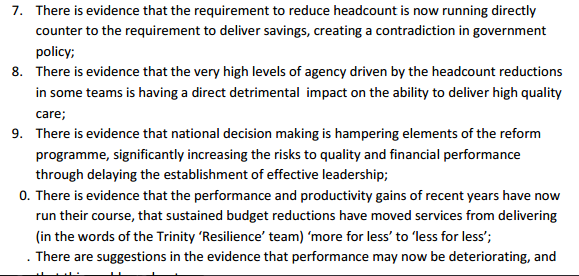 7. There is evidence that the requirement to reduce headcount is now running directly
counter to the requirement to deliver savings, creating a contradiction in government
policy;
8. There is evidence that the very high levels of agency driven by the headcount reductions
in some teams is having a direct detrimental impact on the ability to deliver high quality
care;
9. There is evidence that national decision making is hampering elements of the reform
programme, significantly increasing the risks to quality and financial performance
through delaying the establishment of effective leadership;
0. There is evidence that the performance and productivity gains of recent years have now
run their course, that sustained budget reductions have moved services from delivering
(in the words of the Trinity ‘Resilience’ team) ‘more for less’ to ‘less for less’;
. There are suggestions in the evidence that performance may now be deteriorating, and